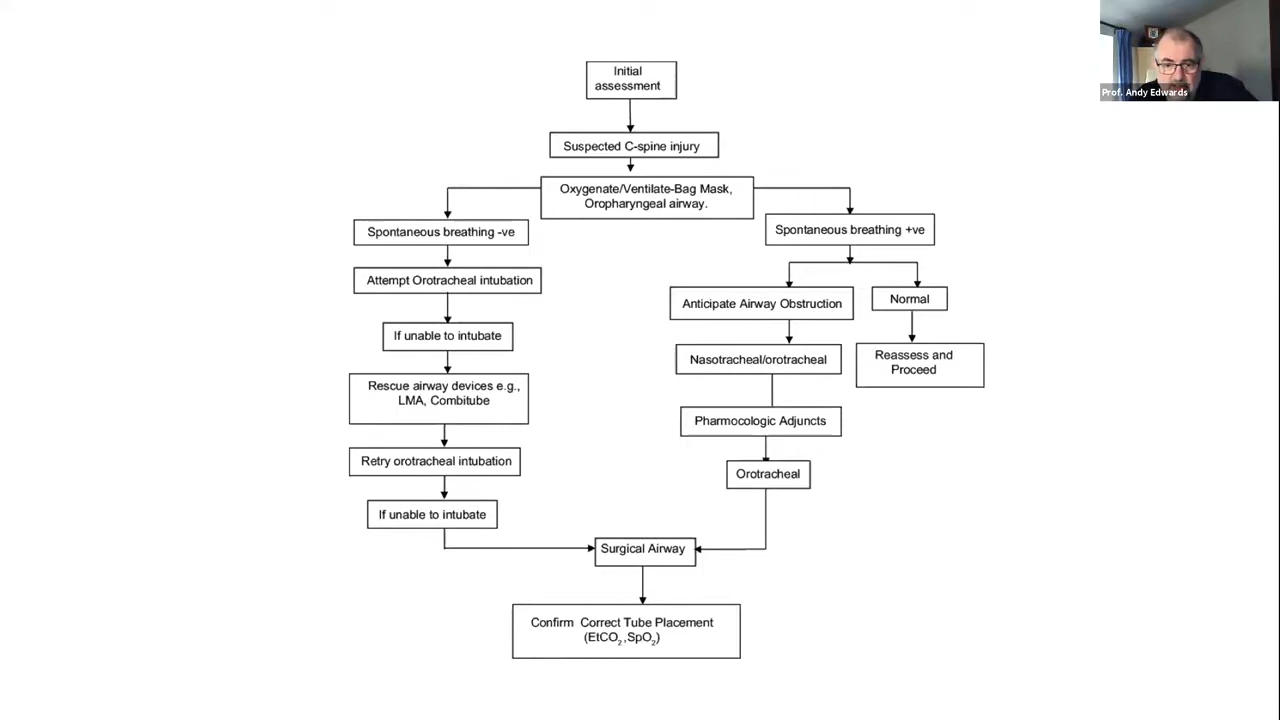 Prof. Andy Edwards
Initial
assessment
Suspected C-spine injury
Oxygenate/Ventilate-Bag Mask,
Oropharyngeal airway.
Spontaneous breathing -ve
Attempt Orotracheal intubation
If unable to intubate
Rescue airway devices e.g.,
LMA, Combitube
Retry orotracheal intubation
If unable to intubate
Spontaneous breathing +ve
Anticipate Airway Obstruction
Normal
Nasotracheal/orotracheal
Reassess and
Proceed
Pharmocologic Adjuncts
Orotracheal
Surgical Airway
Confirm Correct Tube Placement
(EtCO₂,SpO₂)